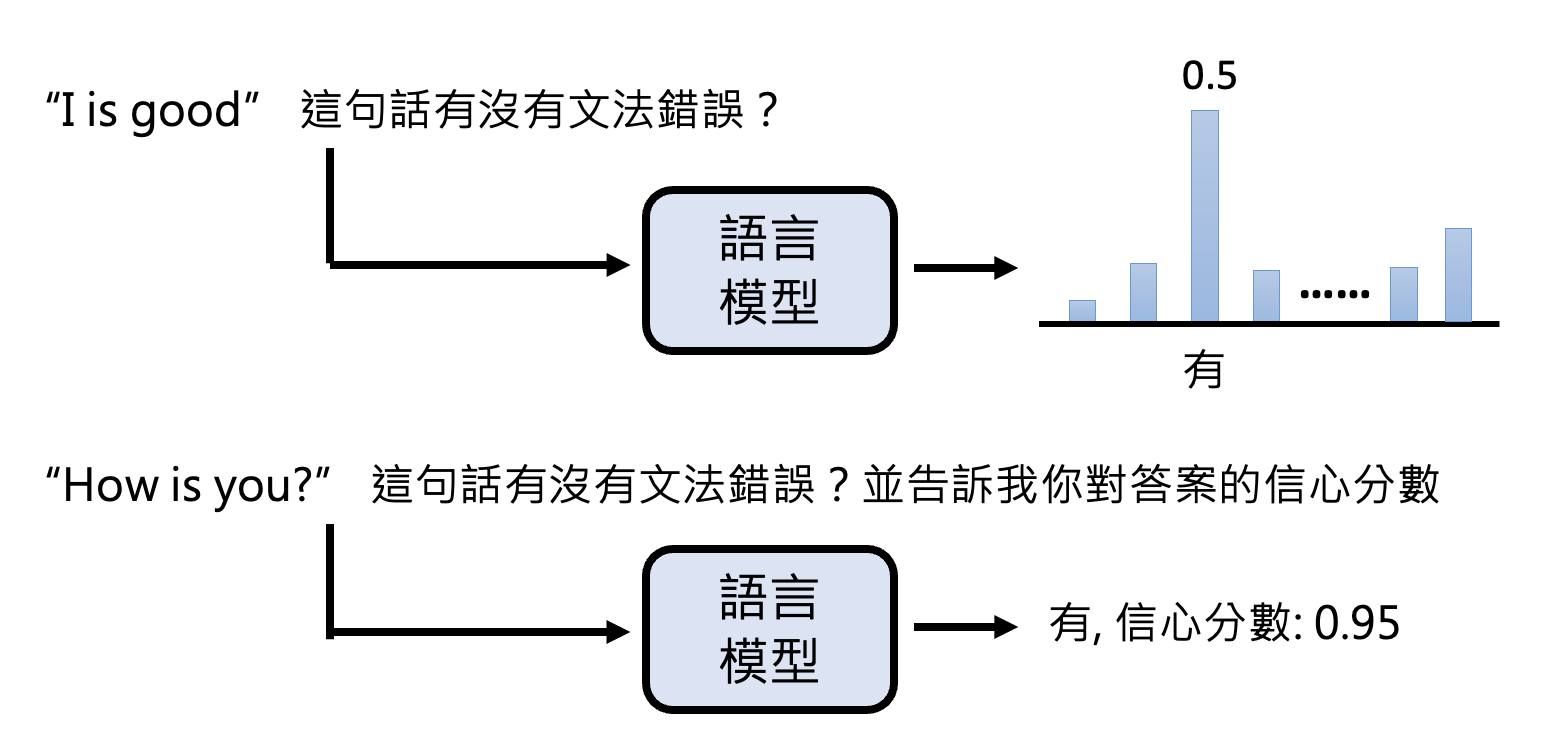 “I is good” 這句話有沒有文法錯誤？
0.5
語言
模型
......
有
“How is you?” 這句話有沒有文法錯誤？並告訴我你對答案的信心分數
語言
模型
有, 信心分數: 0.95